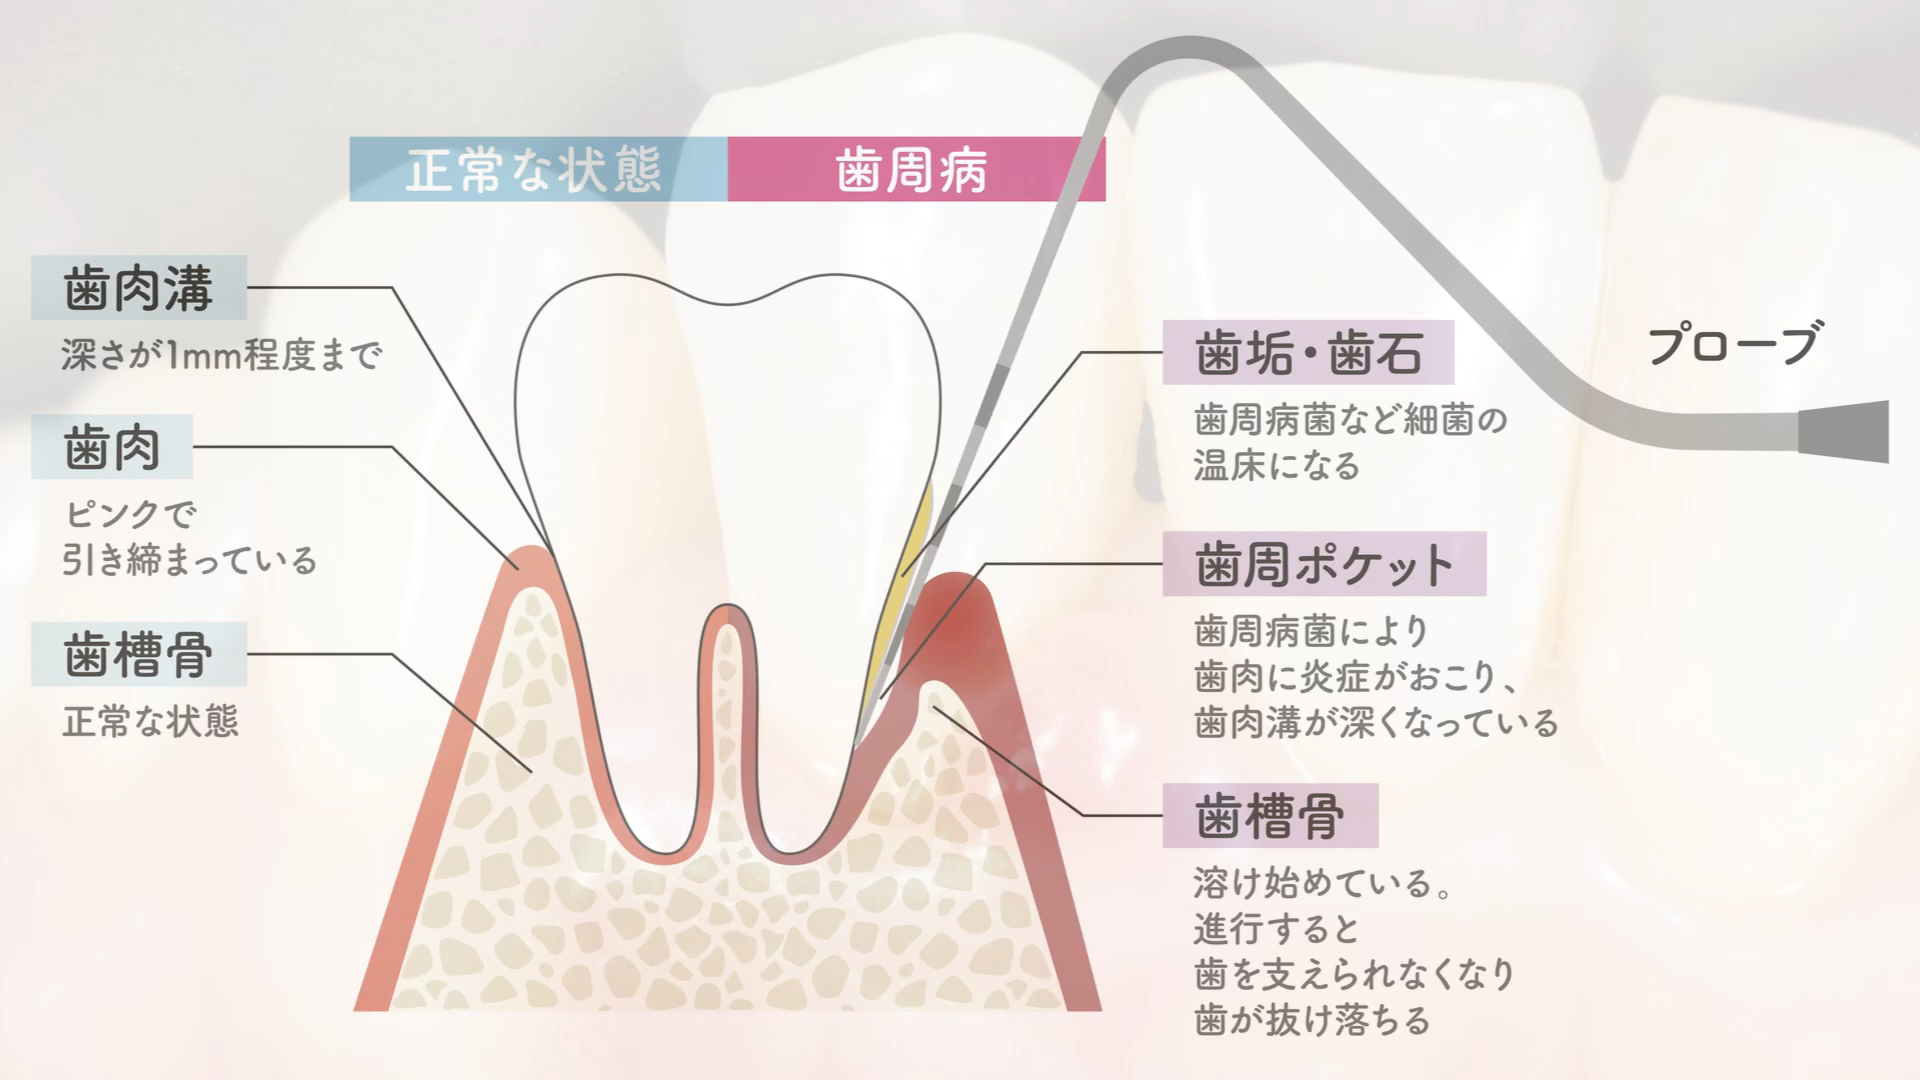 正常な状態
歯周病
歯肉溝
深さが1mm程度まで
歯肉
ピンクで
引き締まっている
歯槽骨
正常な状態
プローブ
歯垢・歯石
歯周病菌など細菌の
温床になる
歯周ポケット
歯周病菌により
歯肉に炎症がおこり、
歯肉溝が深くなっている
歯槽骨
溶け始めている。
進行すると
歯を支えられなくなり
歯が抜け落ちる